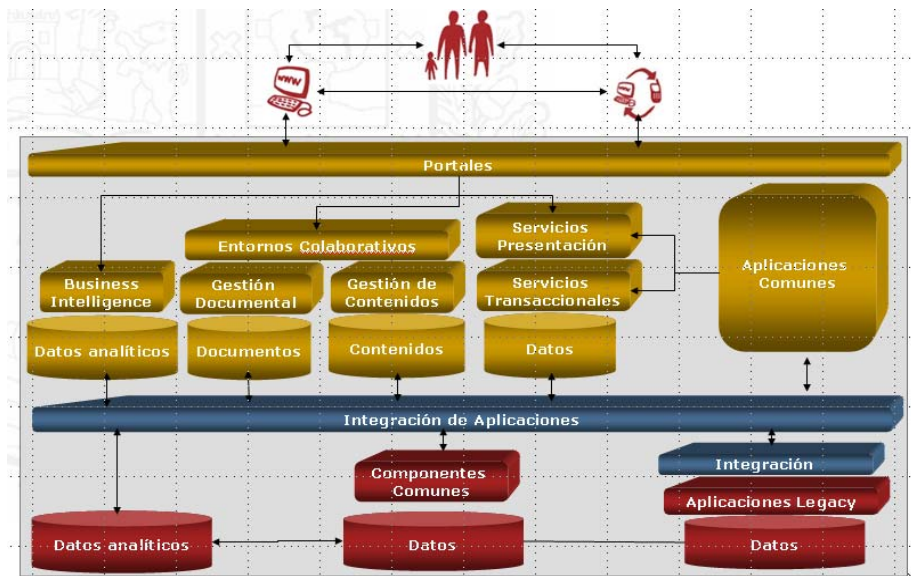 www
Portales
Entornos Colaborativos
Servicios
Presentación
Business
Intelligence
Gestión
Documental
Gestión de
Contenidos
Servicios
Transaccionales
Aplicaciones
Comunes
Datos analíticos
Documentos
Contenidos
Datos
Integración de Aplicaciones
Componentes
Comunes
Integración
Aplicaciones Legacy
Datos analíticos
Datos
Datos